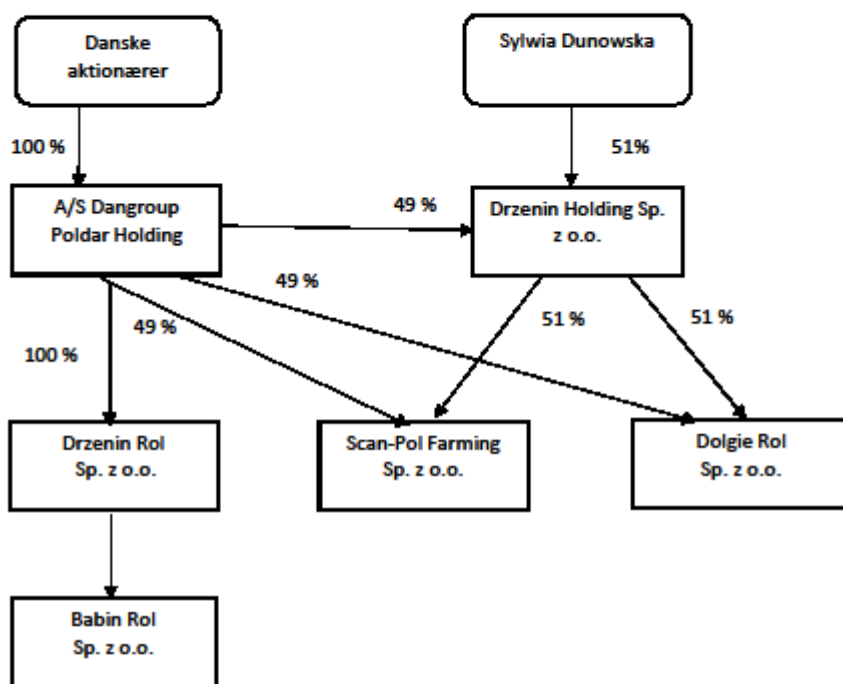 Danske
aktionærer
Sylwia Dunowska
100 %
51%
A/S Dangroup
Poldar Holding
49 %
Drzenin Holding Sp.
z o.o.
49 %
49 %
51 %
51 %
100 %
Drzenin Rol
Sp. z o.o.
Scan-Pol Farming
Sp. z o.o.
Dolgie Rol
Sp. z o.o.
Babin Rol
Sp. z o.o.